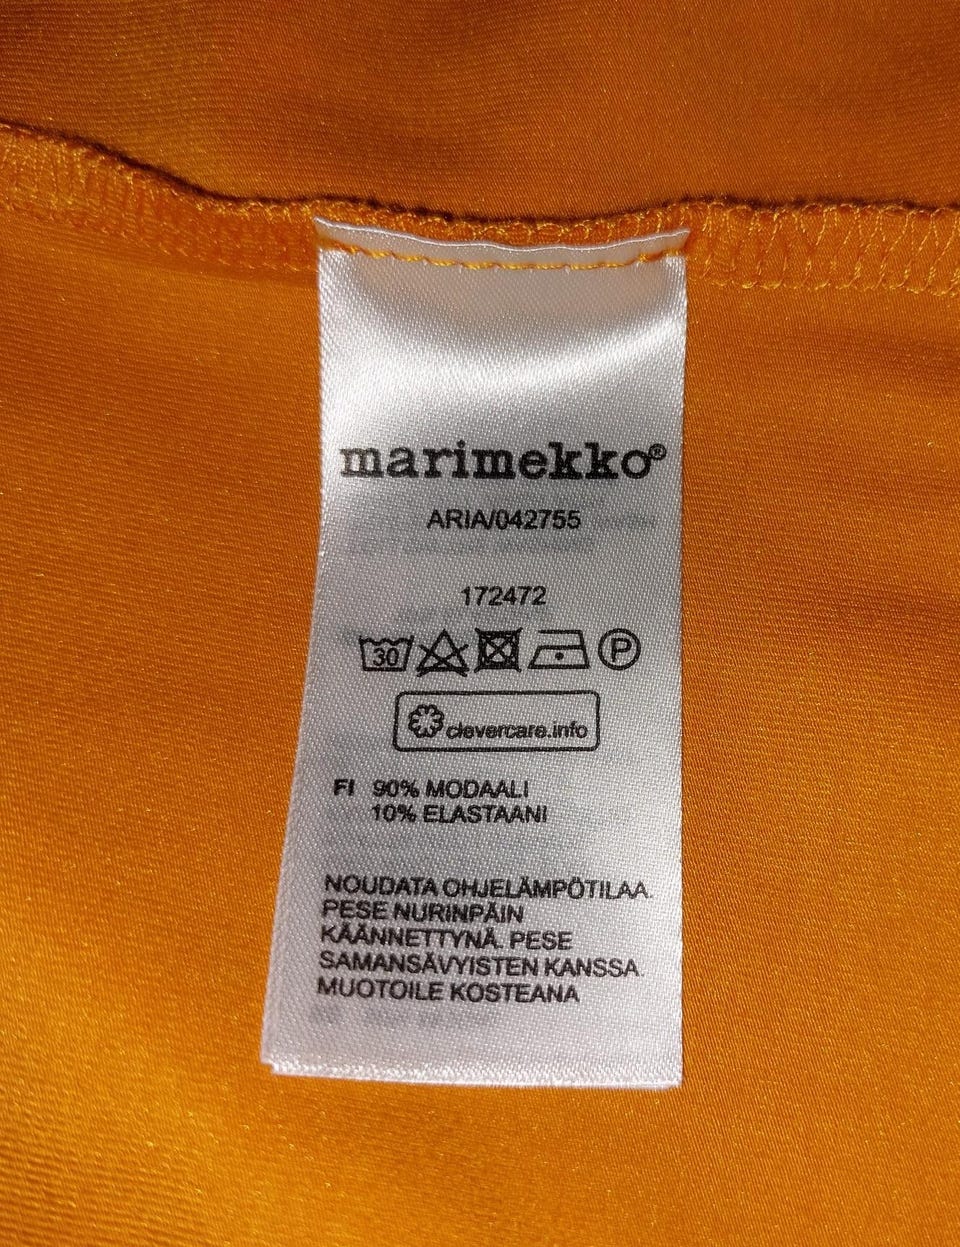 marimekko®
ARIA/042755
172472
30 P
clevercare.info
FI 90% MODAALI
10% ELASTAANI
NOUDATA OHJELÄMPÖTILAA.
PESE NURINPÄIN
KÄÄNNETTYNÄ. PESE
SAMANSÄVYISTEN KANSSA.
MUOTOILE KOSTEANA